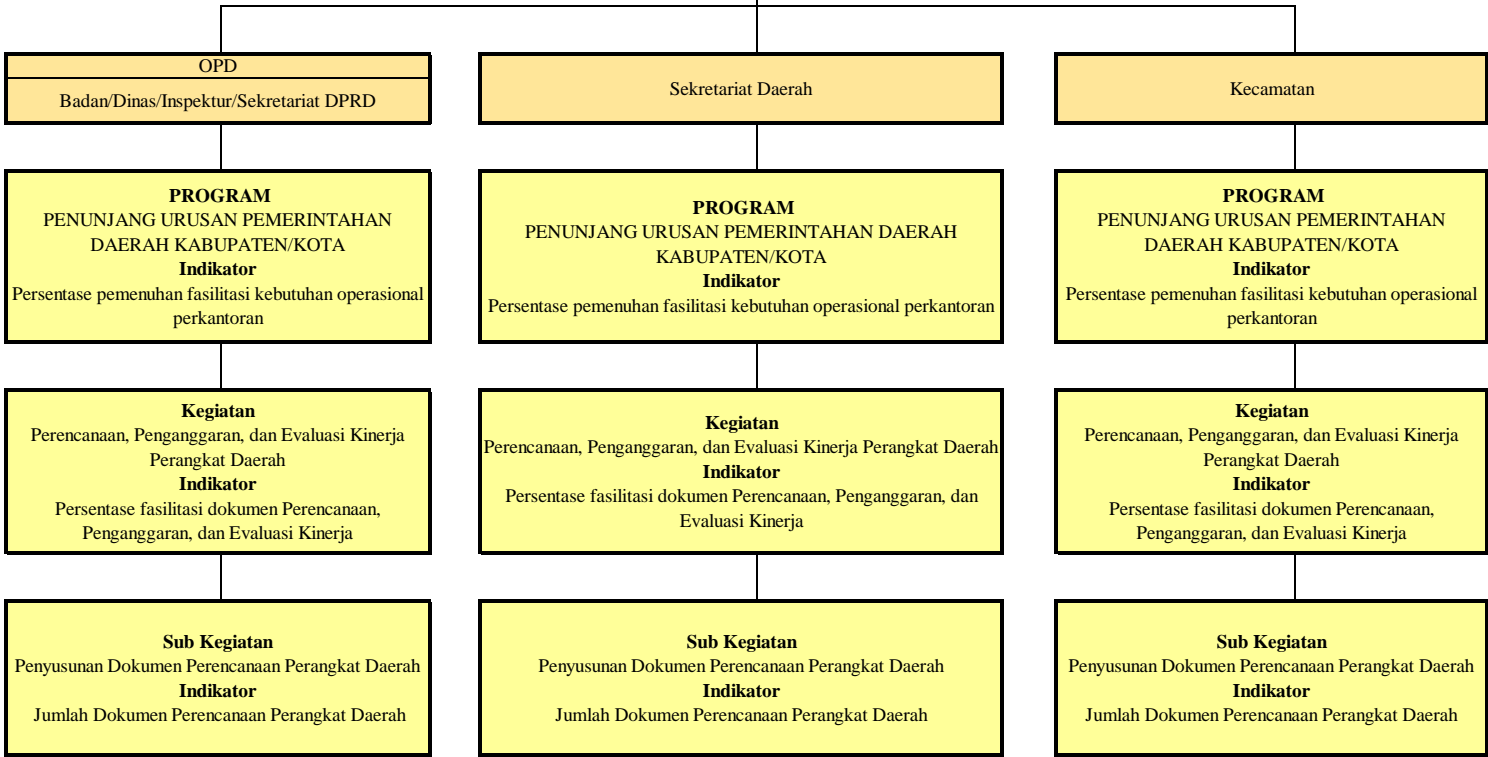 OPD
Badan/Dinas/Inspektur/Sekretariat DPRD
Sekretariat Daerah
Kecamatan
PROGRAM
PENUNJANG URUSAN PEMERINTAHAN
DAERAH KABUPATEN/KOTA
Indikator
Persentase pemenuhan fasilitasi kebutuhan operasional
perkantoran
PROGRAM
PENUNJANG URUSAN PEMERINTAHAN DAERAH
KABUPATEN/KOTA
Indikator
Persentase pemenuhan fasilitasi kebutuhan operasional perkantoran
PROGRAM
PENUNJANG URUSAN PEMERINTAHAN
DAERAH KABUPATEN/KOTA
Indikator
Persentase pemenuhan fasilitasi kebutuhan operasional
perkantoran
Kegiatan
Perencanaan, Penganggaran, dan Evaluasi Kinerja
Perangkat Daerah
Indikator
Persentase fasilitasi dokumen Perencanaan,
Penganggaran, dan Evaluasi Kinerja
Kegiatan
Perencanaan, Penganggaran, dan Evaluasi Kinerja Perangkat Daerah
Indikator
Persentase fasilitasi dokumen Perencanaan, Penganggaran, dan
Evaluasi Kinerja
Kegiatan
Perencanaan, Penganggaran, dan Evaluasi Kinerja
Perangkat Daerah
Indikator
Persentase fasilitasi dokumen Perencanaan,
Penganggaran, dan Evaluasi Kinerja
Sub Kegiatan
Penyusunan Dokumen Perencanaan Perangkat Daerah
Indikator
Jumlah Dokumen Perencanaan Perangkat Daerah
Sub Kegiatan
Penyusunan Dokumen Perencanaan Perangkat Daerah
Indikator
Jumlah Dokumen Perencanaan Perangkat Daerah
Sub Kegiatan
Penyusunan Dokumen Perencanaan Perangkat Daerah
Indikator
Jumlah Dokumen Perencanaan Perangkat Daerah